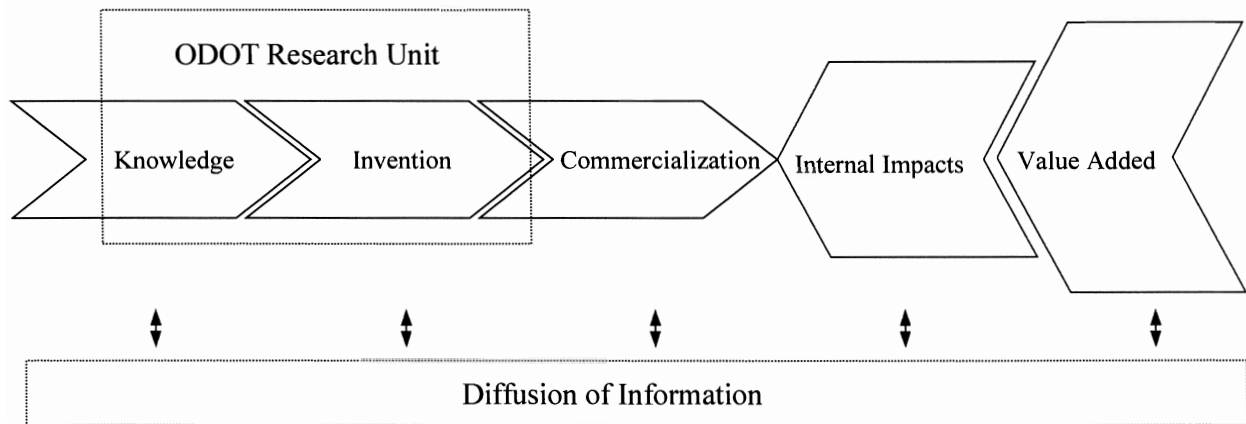 ODOT Research Unit
Knowledge
Invention
Commercialization
Internal Impacts
Value Added
Diffusion of Information